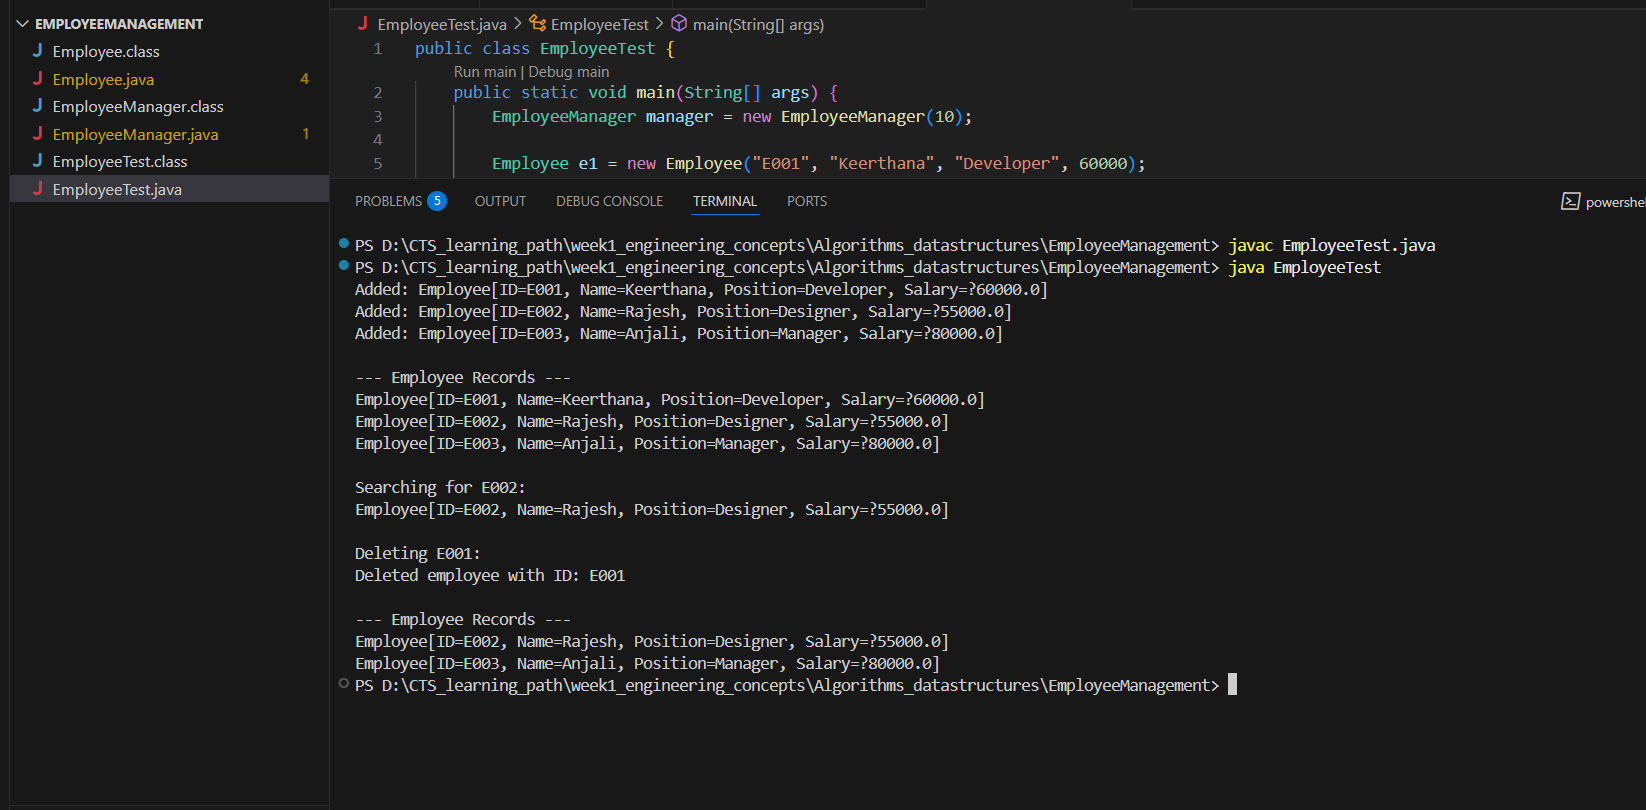 EMPLOYEEMANAGEMENT
J Employee.class
J Employee.java 4
J EmployeeManager.class
J EmployeeManager.java 1
J EmployeeTest.class
J EmployeeTest.java
J EmployeeTest.java > EmployeeTest > main(String[] args)
1 public class EmployeeTest {
Run main | Debug main
2 public static void main(String[] args) {
3 EmployeeManager manager = new EmployeeManager(10);
4
5 Employee e1 = new Employee("E001", "Keerthana", "Developer", 60000);
PROBLEMS 5 OUTPUT DEBUG CONSOLE TERMINAL PORTS
PS D:\CTS_learning_path\week1_engineering_concepts\Algorithms_datastructures\EmployeeManagement> javac EmployeeTest.java
PS D:\CTS_learning_path\week1_engineering_concepts\Algorithms_datastructures\EmployeeManagement> java EmployeeTest
Added: Employee[ID=E001, Name=Keerthana, Position=Developer, Salary=?60000.0]
Added: Employee[ID=E002, Name=Rajesh, Position=Designer, Salary=?55000.0]
Added: Employee[ID=E003, Name=Anjali, Position=Manager, Salary=?80000.0]
--- Employee Records ---
Employee[ID=E001, Name=Keerthana, Position=Developer, Salary=?60000.0]
Employee[ID=E002, Name=Rajesh, Position=Designer, Salary=?55000.0]
Employee[ID=E003, Name=Anjali, Position=Manager, Salary=?80000.0]
Searching for E002:
Employee[ID=E002, Name=Rajesh, Position=Designer, Salary=?55000.0]
Deleting E001:
Deleted employee with ID: E001
--- Employee Records ---
Employee[ID=E002, Name=Rajesh, Position=Designer, Salary=?55000.0]
Employee[ID=E003, Name=Anjali, Position=Manager, Salary=?80000.0]
PS D:\CTS_learning_path\week1_engineering_concepts\Algorithms_datastructures\EmployeeManagement>